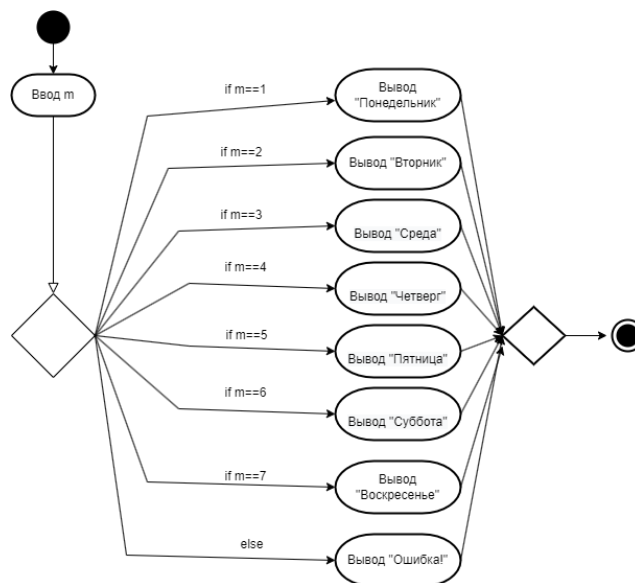 Ввод m
if m==1
Вывод
"Понедельник"
if m==2
Вывод "Вторник"
if m==3
Вывод "Среда"
if m==4
Вывод "Четверг"
if m==5
Вывод "Пятница"
if m==6
Вывод "Суббота"
if m==7
Вывод
"Воскресенье"
else
Вывод "Ошибка!"